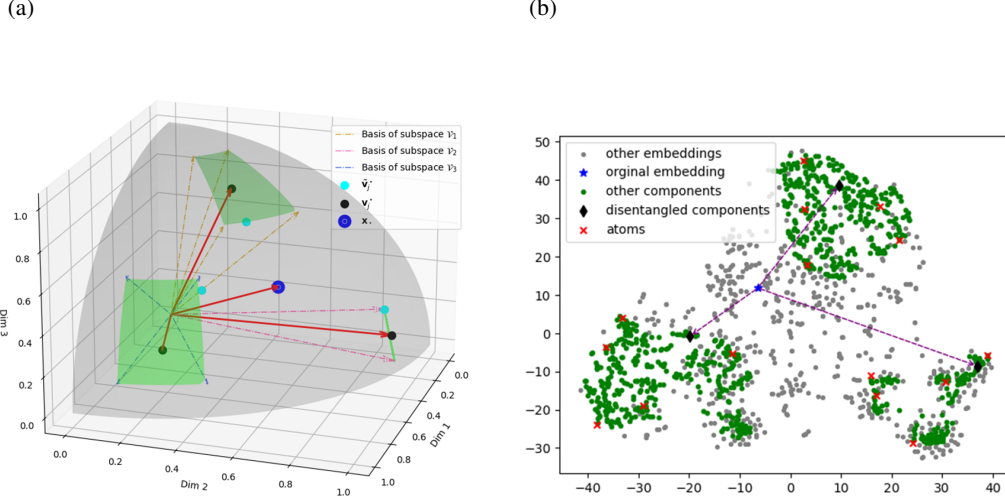 (a)
(b)
Basis of subspace 𝒱₁
Basis of subspace 𝒱₂
Basis of subspace 𝒱₃
x.
1.0
0.8
0.6
0.4
0.2
0.0
Dim 3
0.0
0.2
0.4
0.6
0.8
1.0
Dim 2
0.0
0.2
0.4
0.6
0.8
1.0
Dim 1
other embeddings
orginal embedding
other components
disentangled components
atoms
50
40
30
20
10
0
−10
−20
−30
−40
−30
−20
−10
0
10
20
30
40